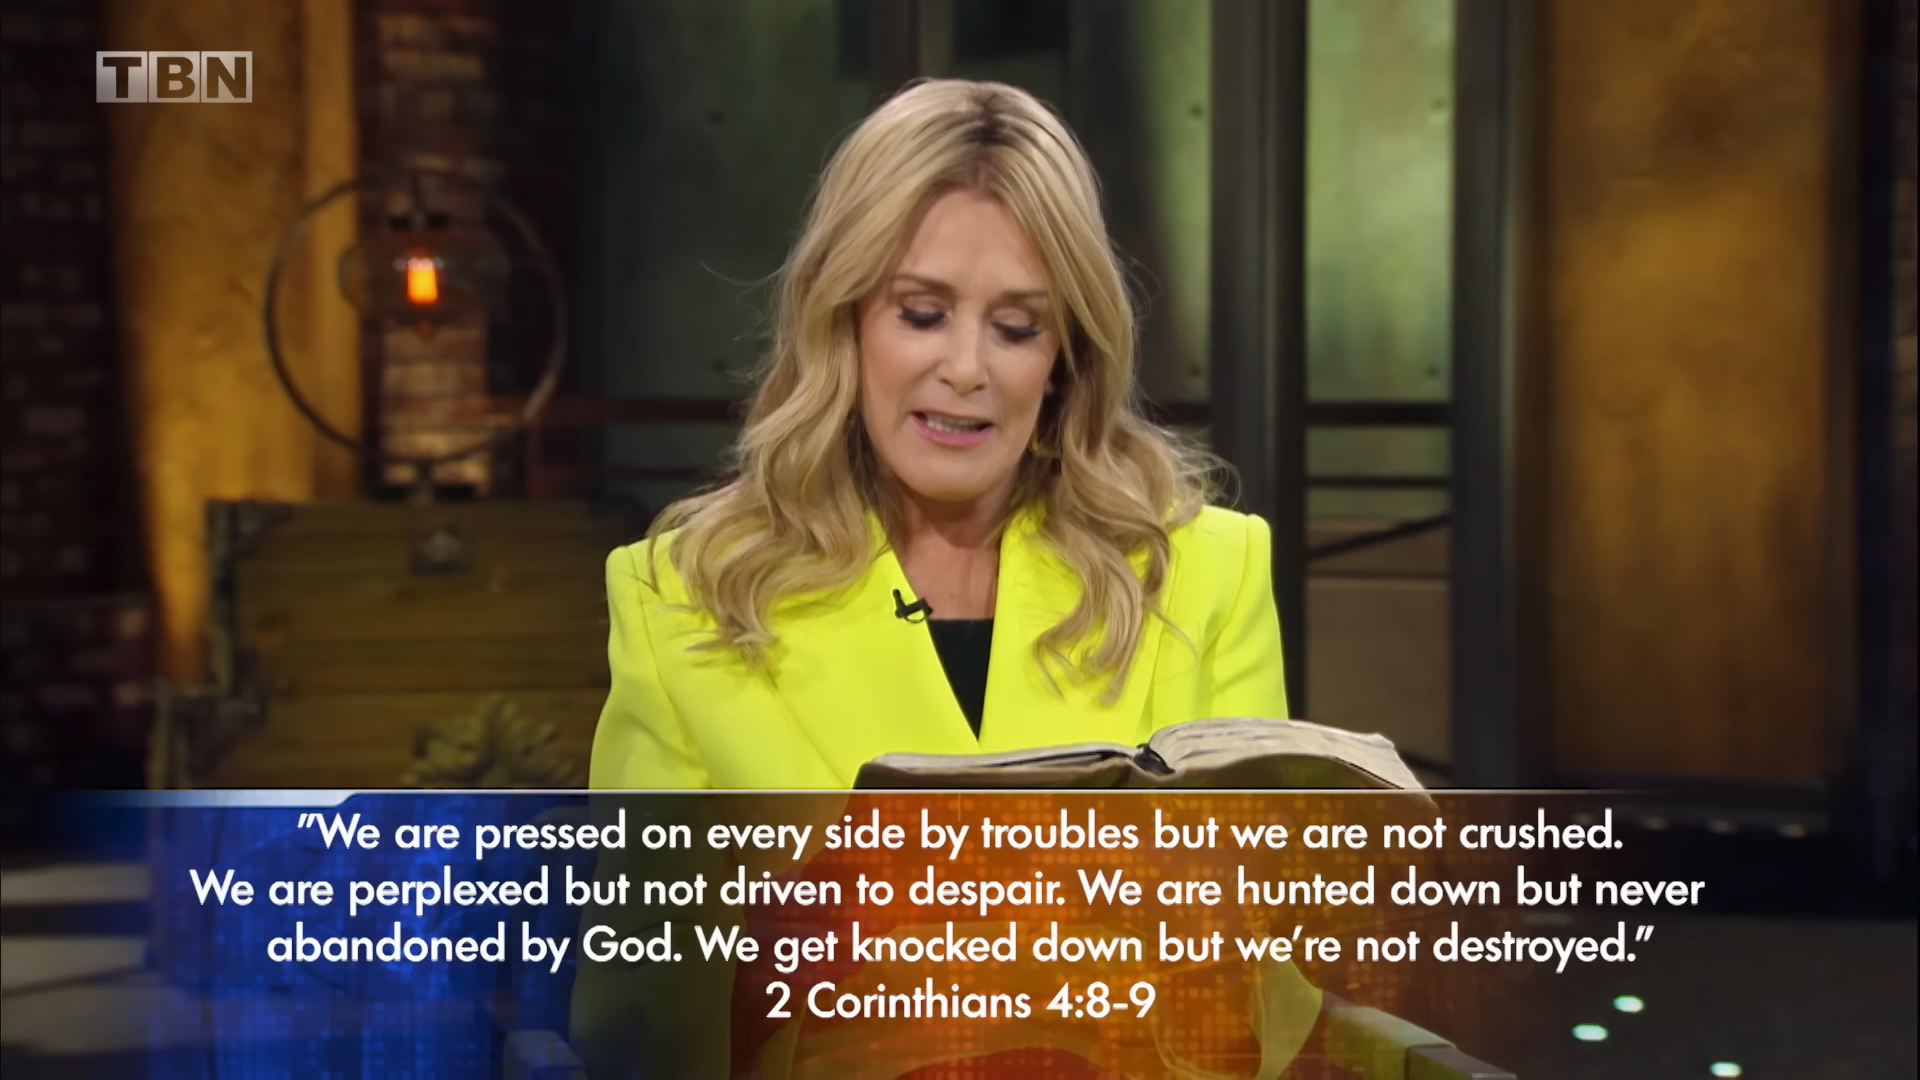 TBN
"We are pressed on every side by troubles but we are not crushed.
We are perplexed but not driven to despair. We are hunted down but never
abandoned by God. We get knocked down but we're not destroyed."
2 Corinthians 4:8-9